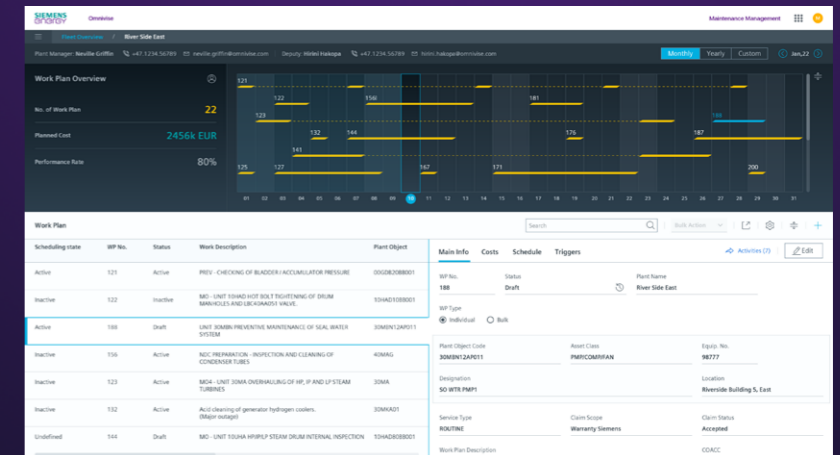 SIEMENS
energy
Omnivise
Maintenance Management
Fleet Overview / River Side East
Plant Manager: Neville Griffin +47.1234.56789 neville.griffin@omnivise.com Deputy: Hirini Hakopa +47.1234.56789 hirini.hakopa@omnivise.com
Monthly Yearly Custom Jan,22
Work Plan Overview
No. of Work Plan 22
Planned Cost 2456k EUR
Performance Rate 80%
121
122 159 181
123 188
132 144 176 187
141
125 127 167 171 200
01 02 03 04 05 06 07 08 09 10 11 12 13 14 15 16 17 18 19 20 21 22 23 24 25 26 27 28 29 30 31
Work Plan
Search
Bulk Action
Scheduling state WP No. Status Work Description Plant Object
Active 121 Active PREV - CHECKING OF BLADDER / ACCUMULATOR PRESSURE
Inactive 122 Inactive MO - UNIT 10HAD HOT BOLT TIGHTENING OF DRUM
MANHOLES AND LBC40AA051 VALVE.
Active 188 Draft UNIT 30MBN PREVENTIVE MAINTENANCE OF SEAL WATER
SYSTEM
Inactive 156 Active NDC PREPARATION - INSPECTION AND CLEANING OF 40MAG
CONDENSER TUBES
Inactive 123 Active MO4 - UNIT 30MA OVERHAULING OF HP, IP AND LP STEAM 30MA
TURBINES
Inactive 132 Active Acid cleaning of generator hydrogen coolers. 30MKA01
(Major outage)
Undefined 144 Draft MO - UNIT 10UHA HP/IP/LP STEAM DRUM INTERNAL INSPECTION
Main Info Costs Schedule Triggers
Activities (7) Edit
WP No. Status Plant Name
188 Draft River Side East
WP Type
Individual Bulk
Plant Object Code Asset Class Equip. No.
30MBN12AP011 PMP/COMP/FAN 98777
Designation Location
SO WTR PMP1 Riverside Building 5, East
Service Type Claim Scope Claim Status
ROUTINE Warranty Siemens Accepted
Work Plan Description